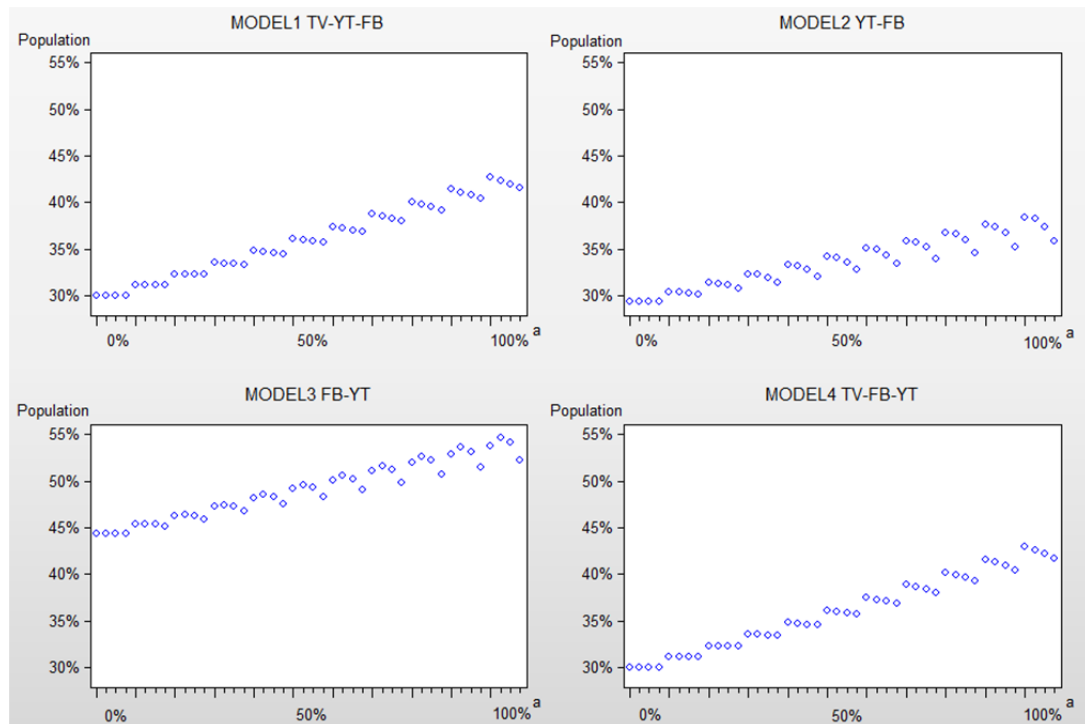 MODEL1 TV-YT-FB
Population
55%
50%
45%
40%
35%
30%
0% 50% 100% a
MODEL2 YT-FB
Population
55%
50%
45%
40%
35%
30%
0% 50% 100% a
MODEL3 FB-YT
Population
55%
50%
45%
40%
35%
30%
0% 50% 100% a
MODEL4 TV-FB-YT
Population
55%
50%
45%
40%
35%
30%
0% 50% 100% a